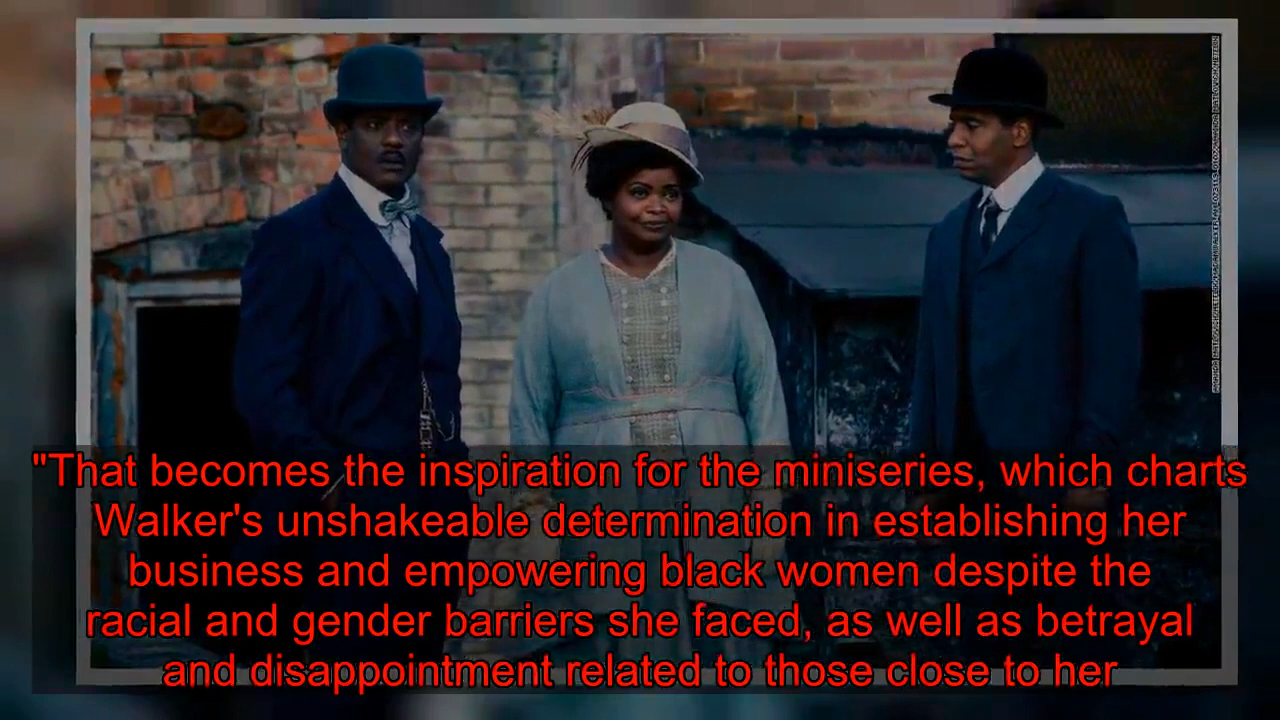 "That becomes the inspiration for the miniseries, which charts
Walker's unshakeable determination in establishing her
business and empowering black women despite the
racial and gender barriers she faced, as well as betrayal
and disappointment related to those close to her